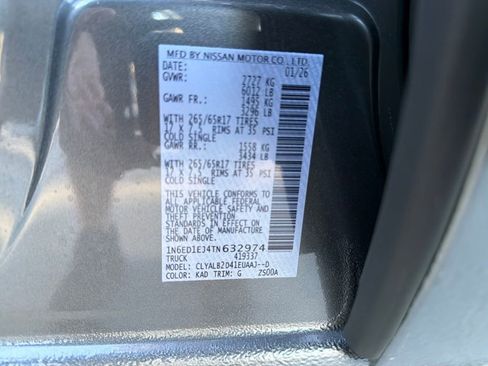 MFD BY NISSAN MOTOR CO., LTD.
DATE: 01/26
GVWR: 2727 KG
6012 LB
GAWR FR.: 1495 KG
3296 LB
WITH 265/65R17 TIRES
17 X 7.5 RIMS AT 35 PSI
COLD SINGLE
GAWR RR.: 1558 KG
3434 LB
WITH 265/65R17 TIRES
17 X 7.5 RIMS AT 35 PSI
COLD SINGLE
THIS VEHICLE CONFORMS TO
ALL APPLICABLE FEDERAL
MOTOR VEHICLE SAFETY AND
THEFT PREVENTION
STANDARDS IN EFFECT ON
THE DATE OF MANUFACTURE
SHOWN ABOVE.
1N6ED1EJ4TN632974
TRUCK 419337
MODEL: CLYALB2D41EUAAJ--D
COLOR: KAD TRIM: G ZS00A